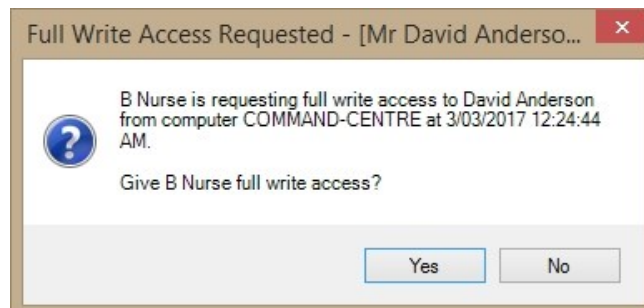 Full Write Access Requested - [Mr David Anderso...
B Nurse is requesting full write access to David Anderson
from computer COMMAND-CENTRE at 3/03/2017 12:24:44
AM.
Give B Nurse full write access?
Yes
No